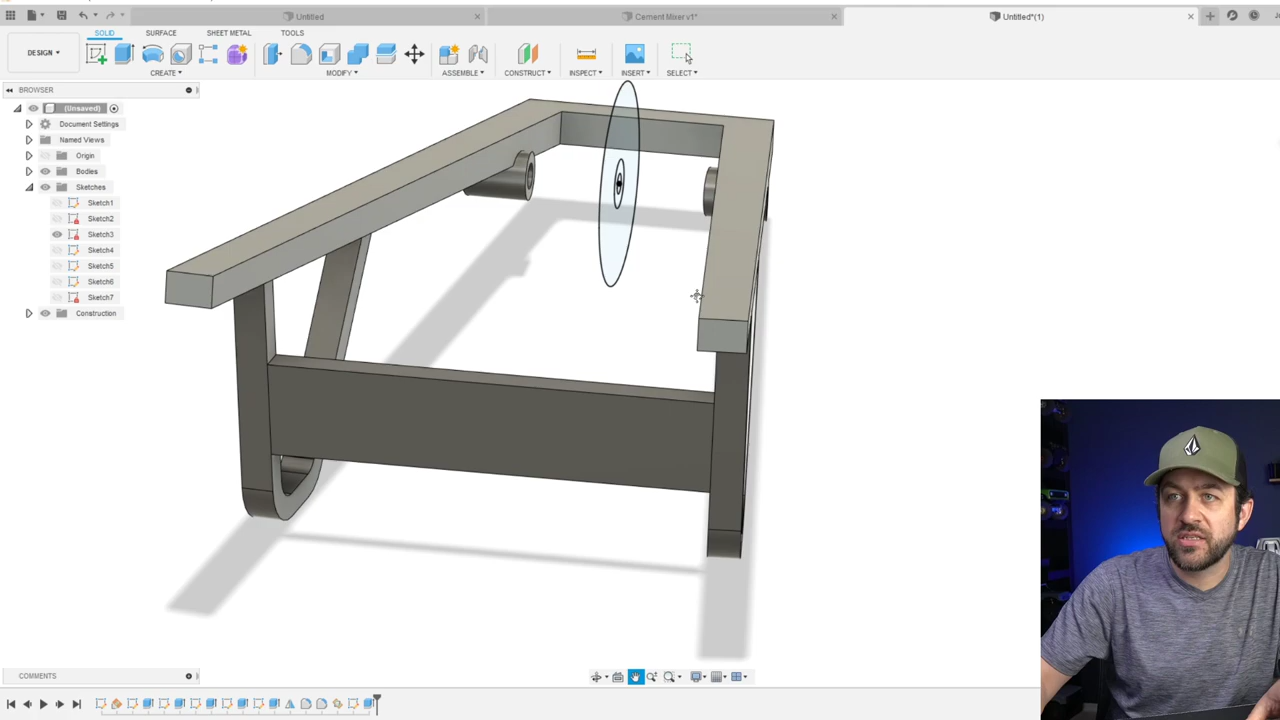 Untitled
Cement Mixer v1*
Untitled*(1)
DESIGN
SOLID
SURFACE
SHEET METAL
TOOLS
CREATE
MODIFY
ASSEMBLE
CONSTRUCT
INSPECT
INSERT
SELECT
BROWSER
(Unsaved)
Document Settings
Named Views
Origin
Bodies
Sketches
Sketch1
Sketch2
Sketch3
Sketch4
Sketch5
Sketch6
Sketch7
Construction
COMMENTS